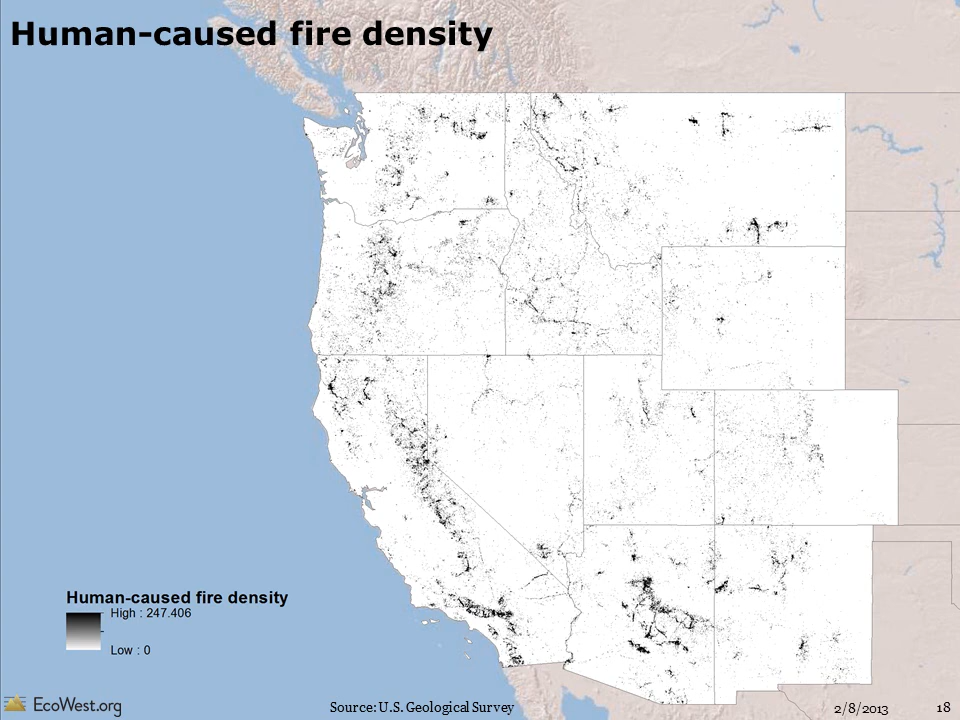 Human-caused fire density
Human-caused fire density
High : 247.406
Low : 0
EcoWest.org
Source: U.S. Geological Survey
2/8/2013
18